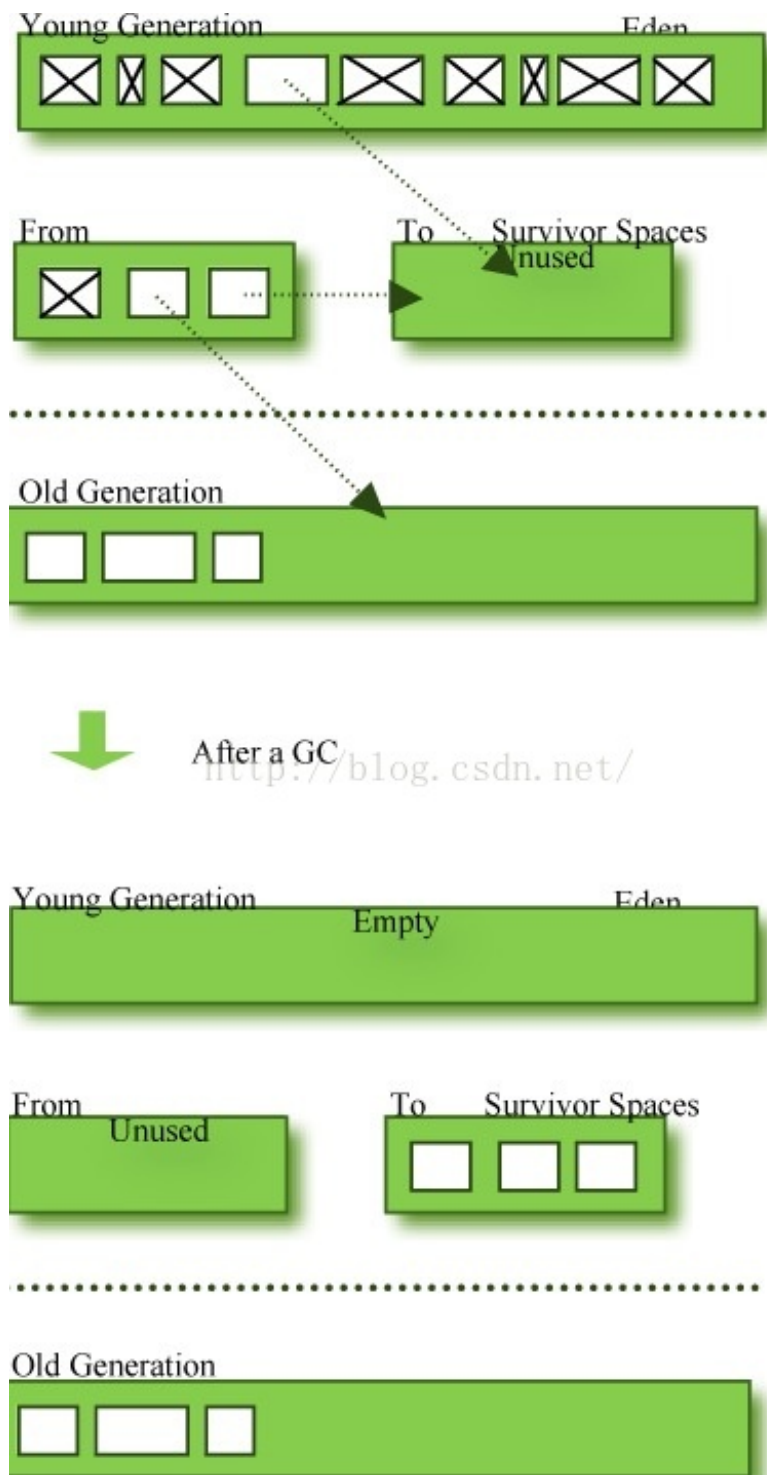 Young Generation Eden
From To Survivor Spaces
Unused
Old Generation
After a GC
http://blog.csdn.net/
Young Generation Eden
Empty
From To Survivor Spaces
Unused
Old Generation